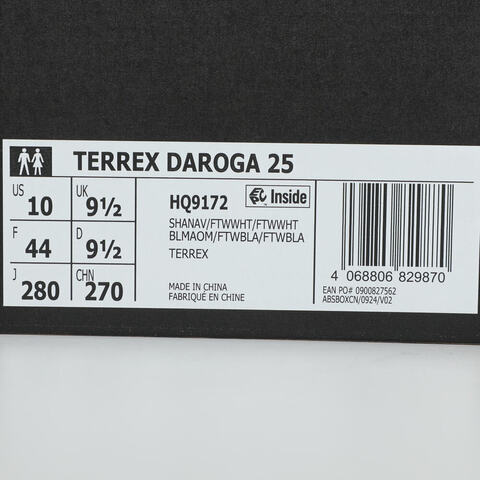 TERREX DAROGA 25
US 10 UK 9½
F 44 D 9½
J 280 CHN 270
HQ9172 Inside
SHANAV/FTWWHT/FTWWHT
BLMAOM/FTWBLA/FTWBLA
TERREX
MADE IN CHINA
FABRIQUÉ EN CHINE
4 068806 829870
EAN PO# 0900827562
ABSBOXCN/0924/V02